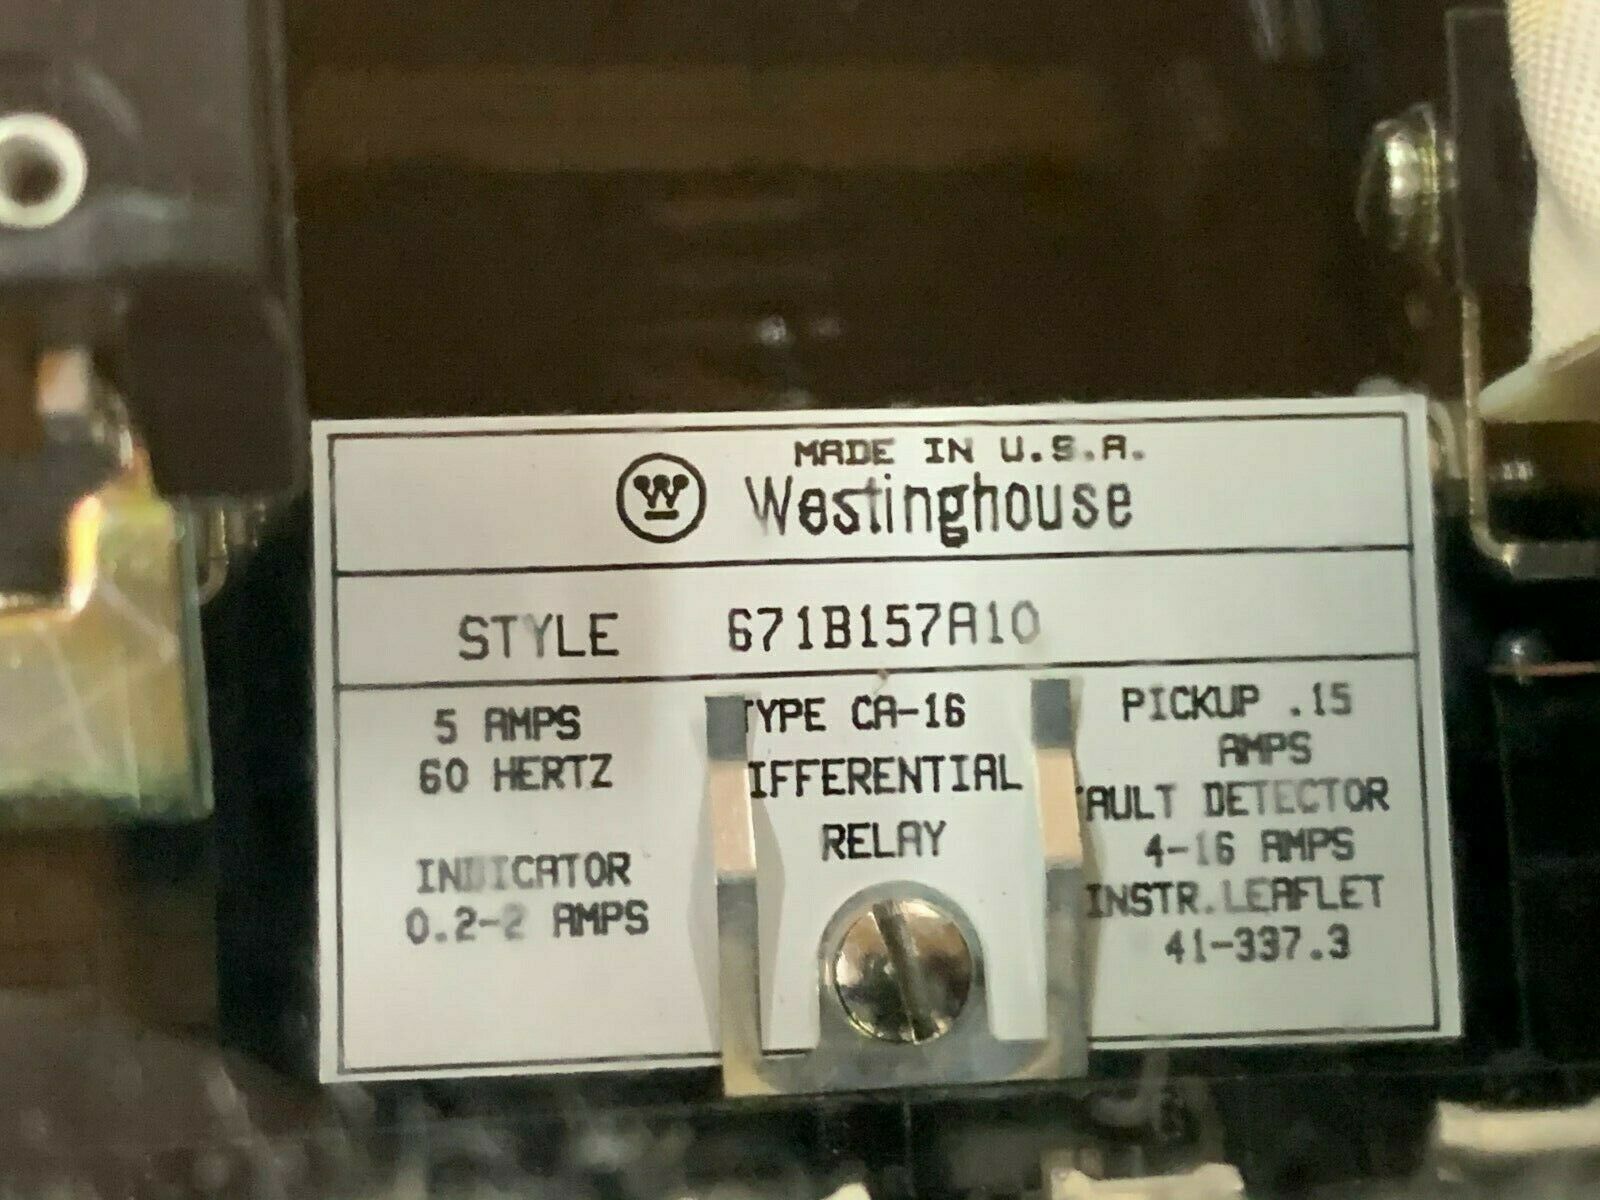 MADE IN U.S.A.
W Westinghouse
STYLE 671B157A10
5 AMPS
60 HERTZ
INDICATOR
0.2-2 AMPS
TYPE CA-16
IFFERENTIAL
RELAY
PICKUP .15
AMPS
AULT DETECTOR
4-16 AMPS
INSTR.LEAFLET
41-337.3